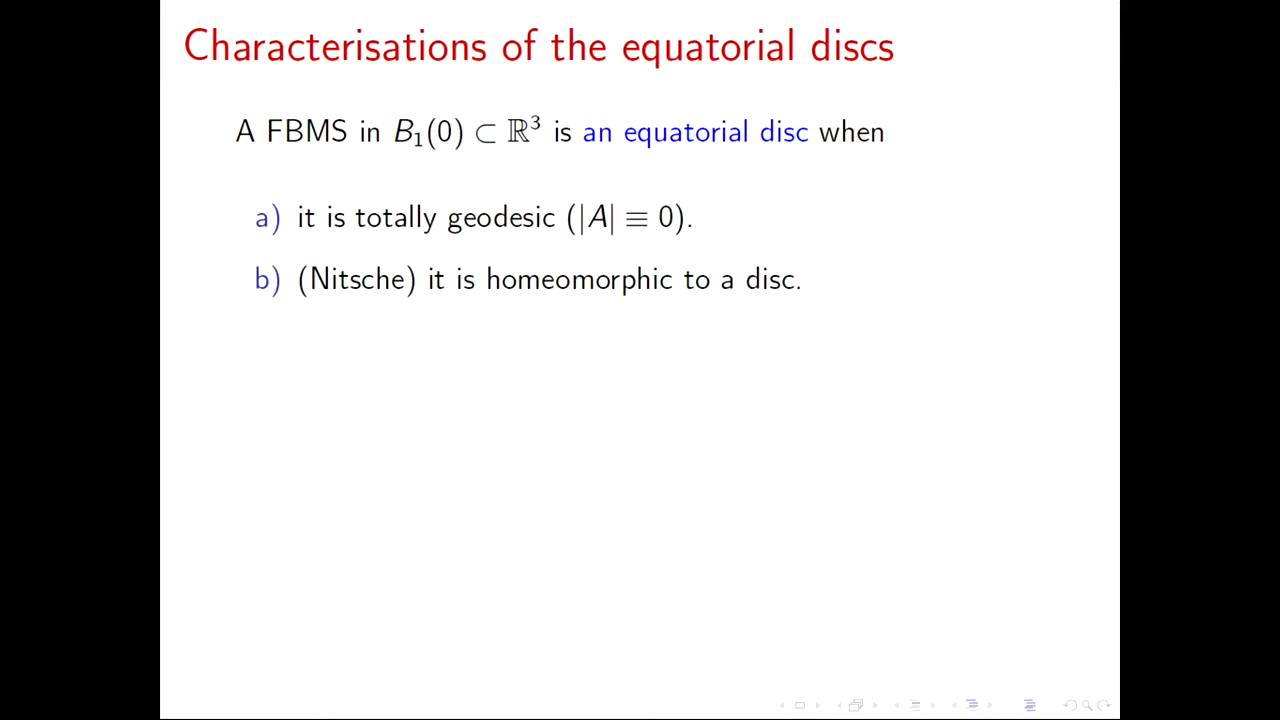 Characterisations of the equatorial discs
A FBMS in B₁(0) ⊂ ℝ³ is an equatorial disc when
a) it is totally geodesic (|A| ≡ 0).
b) (Nitsche) it is homeomorphic to a disc.